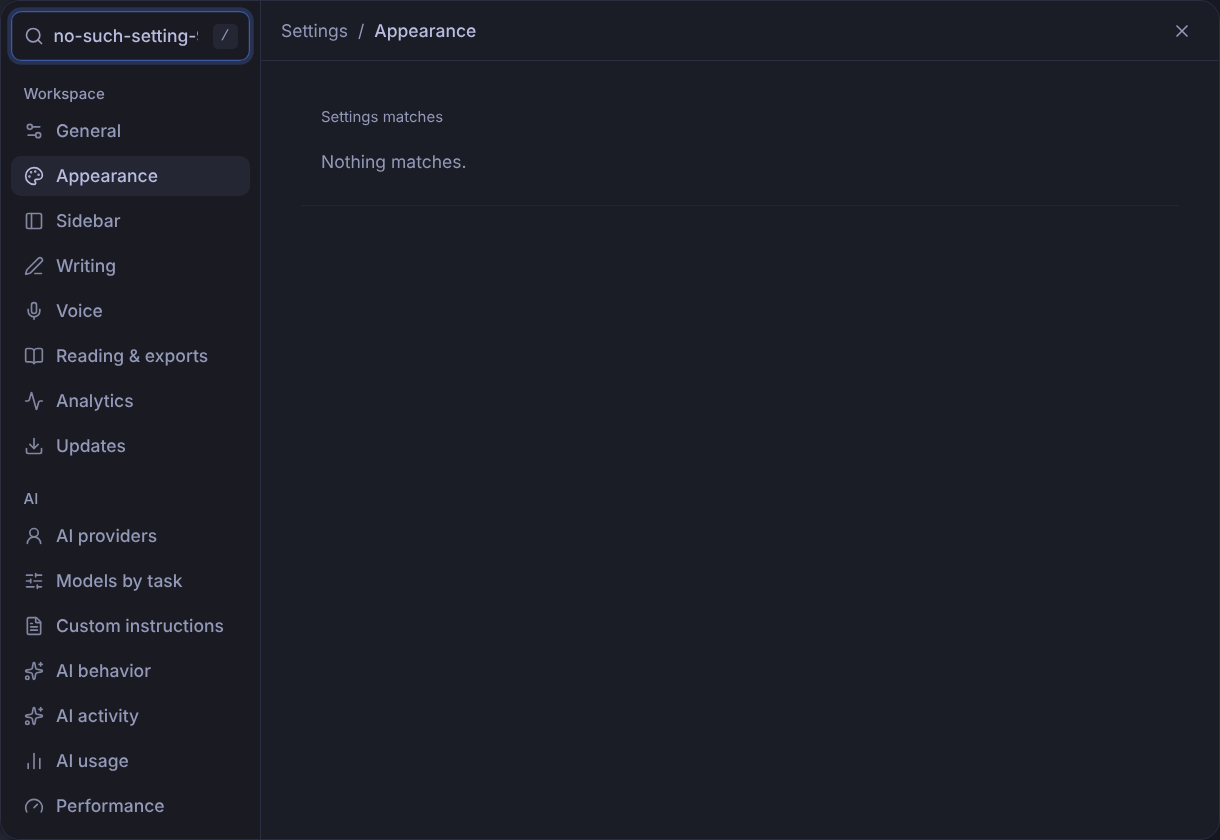 no-such-setting-
/
Settings / Appearance
Workspace
General
Appearance
Sidebar
Writing
Voice
Reading & exports
Analytics
Updates
AI
AI providers
Models by task
Custom instructions
AI behavior
AI activity
AI usage
Performance
Settings matches
Nothing matches.